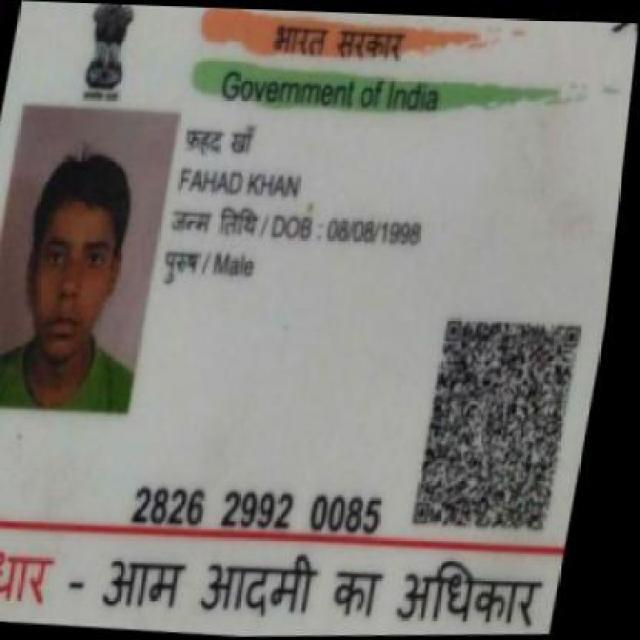 भारत सरकार
Government of India
फहद खाँ
FAHAD KHAN
जन्म तिथि / DOB : 08/08/1998
पुरुष / Male
2826 2992 0085
धार - आम आदमी का अधिकार